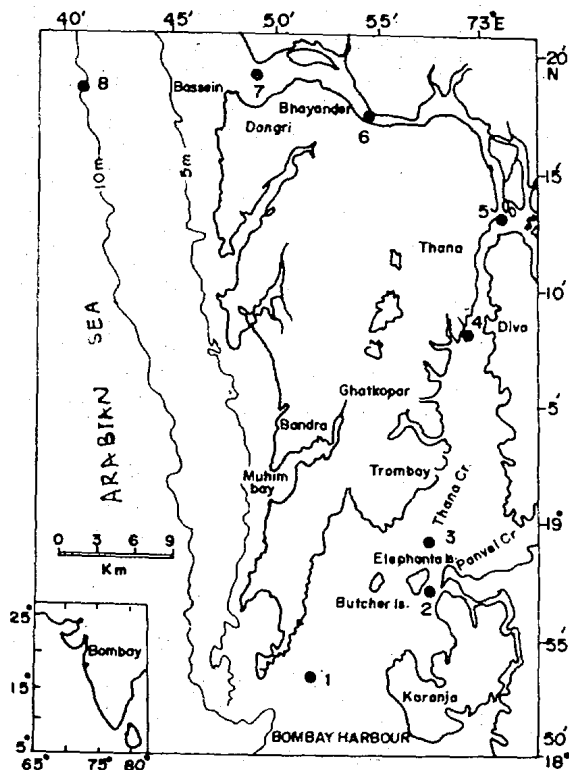 40' 45' 50' 55' 73°E
20'
N
8
Bassein
7
Bhayander
Dongri
6
10m
5m
15'
5
Thana
10'
4
Diva
ARABIAN SEA
Ghatkopar
5'
Bandra
Muhim
bay
Trombay
Thana Cr.
19°
0 3 6 9
Km
3
Elephanta Is.
Panvel Cr
Butcher Is.
2
25°
Bombay
55'
15°
1
Karanja
5°
BOMBAY HARBOUR
50'
18°
65° 75° 80°